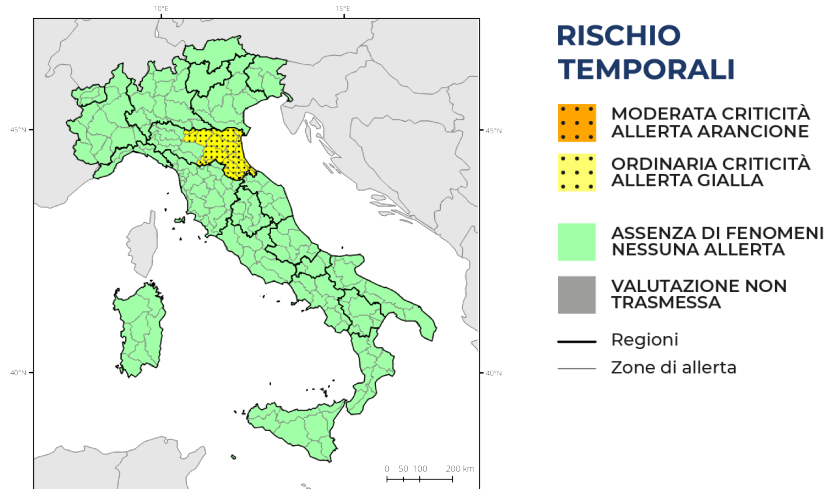 10°E 15°E
RISCHIO
TEMPORALI
MODERATA CRITICITÀ
ALLERTA ARANCIONE
45°N 45°N
ORDINARIA CRITICITÀ
ALLERTA GIALLA
ASSENZA DI FENOMENI
NESSUNA ALLERTA
VALUTAZIONE NON
TRASMESSA
Regioni
Zone di allerta
40°N 40°N
0 50 100 200 km